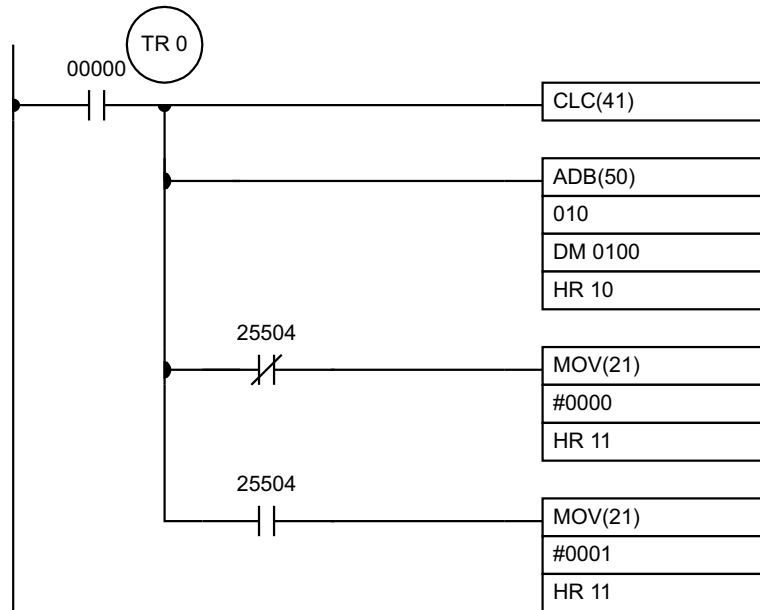 TR 0
00000
CLC(41)
ADB(50)
010
DM 0100
HR 10
25504
MOV(21)
#0000
HR 11
25504
MOV(21)
#0001
HR 11